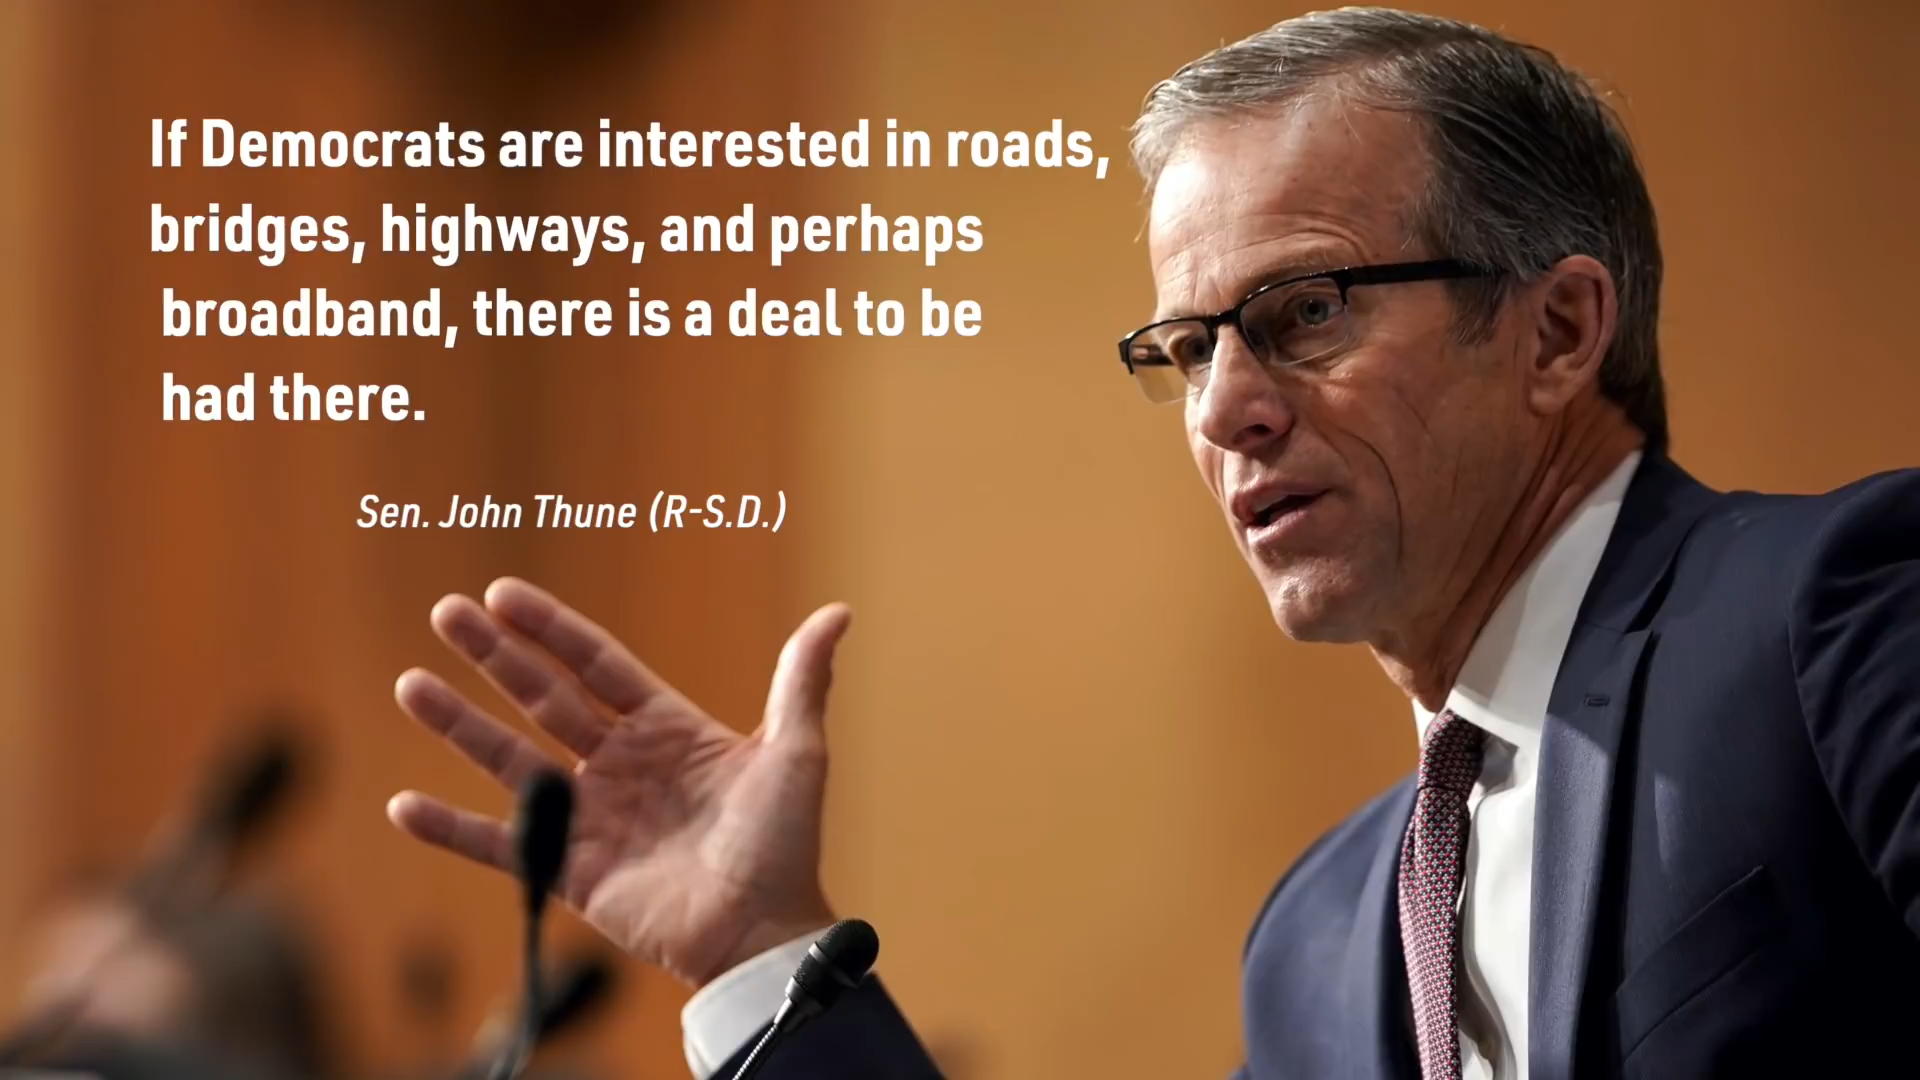 If Democrats are interested in roads,
bridges, highways, and perhaps
broadband, there is a deal to be
had there.
Sen. John Thune (R-S.D.)